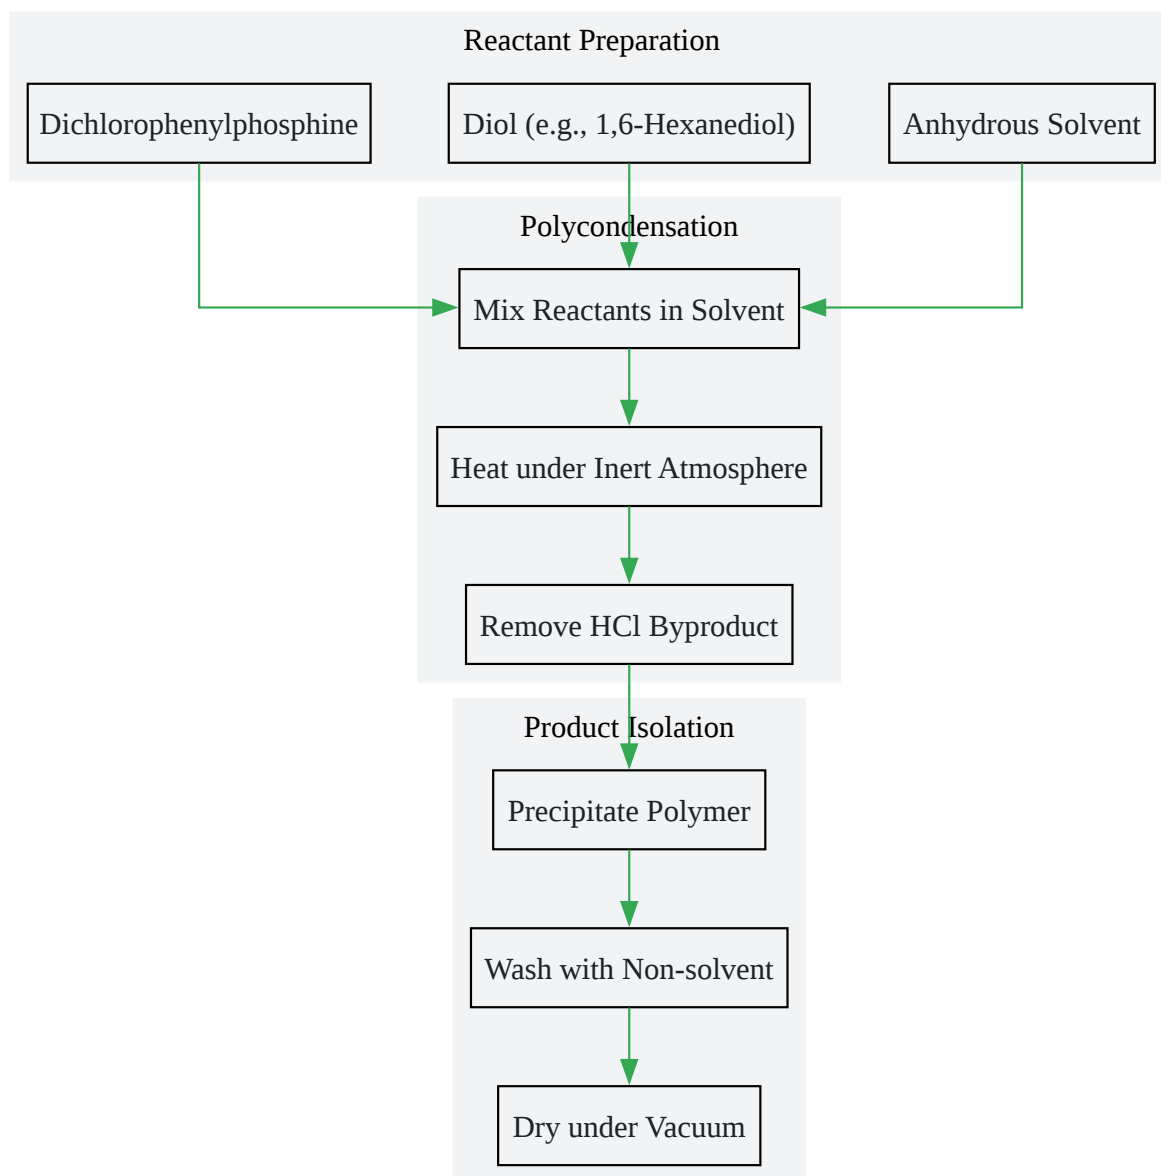 Reactant Preparation
Dichlorophenylphosphine
Diol (e.g., 1,6-Hexanediol)
Anhydrous Solvent
Polycondensation
Mix Reactants in Solvent
Heat under Inert Atmosphere
Remove HCl Byproduct
Product Isolation
Precipitate Polymer
Wash with Non-solvent
Dry under Vacuum